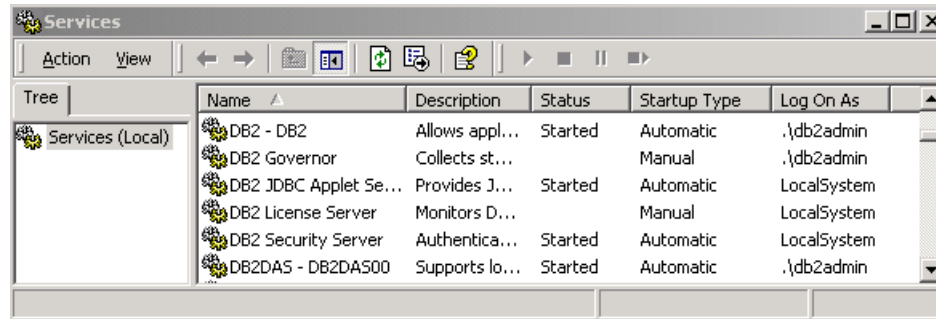 Services
Action View
Tree
Name Description Status Startup Type Log On As
Services (Local)
DB2 - DB2 Allows appl... Started Automatic .\db2admin
DB2 Governor Collects st... Manual .\db2admin
DB2 JDBC Applet Se... Provides J... Started Automatic LocalSystem
DB2 License Server Monitors D... Manual LocalSystem
DB2 Security Server Authentica... Started Automatic LocalSystem
DB2DAS - DB2DAS00 Supports lo... Started Automatic .\db2admin